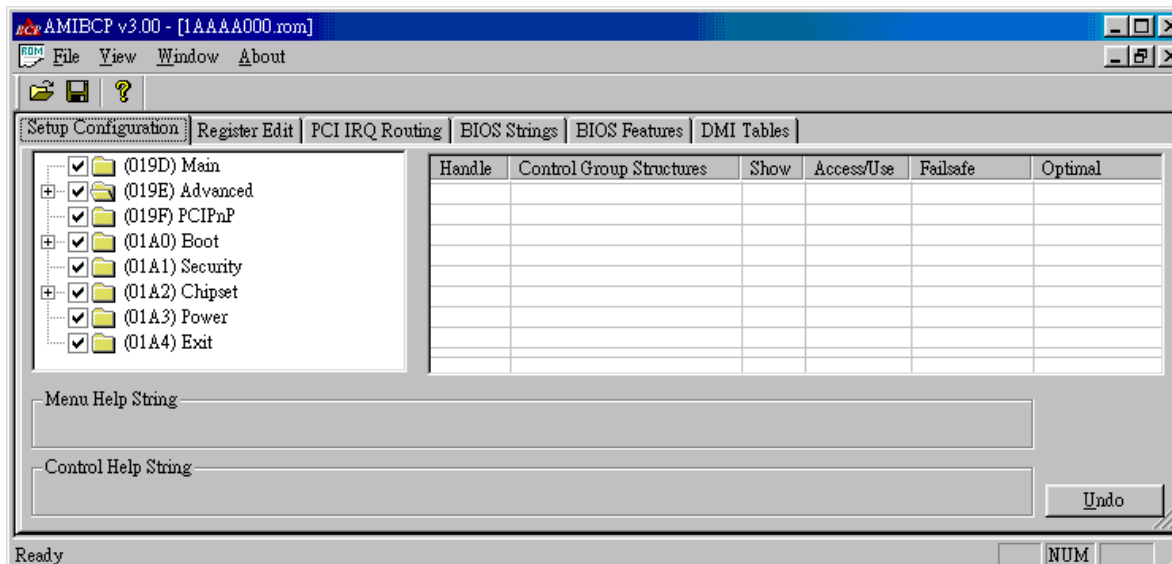 BCP AMIBCP v3.00 - [1AAAA000.rom]
ROM File View Window About
Setup Configuration Register Edit PCI IRQ Routing BIOS Strings BIOS Features DMI Tables
(019D) Main
(019E) Advanced
(019F) PCIPnP
(01A0) Boot
(01A1) Security
(01A2) Chipset
(01A3) Power
(01A4) Exit
Handle Control Group Structures Show Access/Use Failsafe Optimal
Menu Help String
Control Help String
Undo
Ready NUM